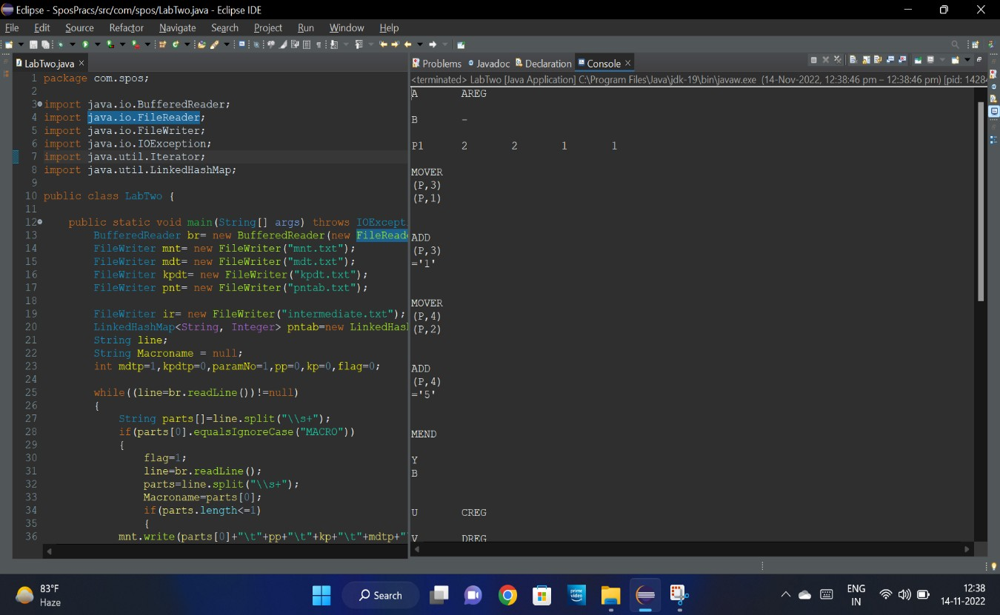 Eclipse - SposPracs/src/com/spos/LabTwo.java - Eclipse IDE
File Edit Source Refactor Navigate Search Project Run Window Help
LabTwo.java
1 package com.spos;
2
3 import java.io.BufferedReader;
4 import java.io.FileReader;
5 import java.io.FileWriter;
6 import java.io.IOException;
7 import java.util.Iterator;
8 import java.util.LinkedHashMap;
9
10 public class LabTwo {
11
12 public static void main(String[] args) throws IOExcept
13 BufferedReader br= new BufferedReader(new FileReade
14 FileWriter mnt= new FileWriter("mnt.txt");
15 FileWriter mdt= new FileWriter("mdt.txt");
16 FileWriter kpdt= new FileWriter("kpdt.txt");
17 FileWriter pnt= new FileWriter("pntab.txt");
18
19 FileWriter ir= new FileWriter("intermediate.txt");
20 LinkedHashMap<String, Integer> pntab=new LinkedHash
21 String line;
22 String Macroname = null;
23 int mdtp=1,kpdtp=0,paramNo=1,pp=0,kp=0,flag=0;
24
25 while((line=br.readLine())!=null)
26 {
27 String parts[]=line.split("\\s+");
28 if(parts[0].equalsIgnoreCase("MACRO"))
29 {
30 flag=1;
31 line=br.readLine();
32 parts=line.split("\\s+");
33 Macroname=parts[0];
34 if(parts.length<=1)
35 {
36 mnt.write(parts[0]+"\t"+pp+"\t"+kp+"\t"+mdtp+"
Problems Javadoc Declaration Console
<terminated> LabTwo [Java Application] C:\Program Files\Java\jdk-19\bin\javaw.exe (14-Nov-2022, 12:38:46 pm – 12:38:46 pm) [pid: 1428
A AREG
B -
P1 2 2 1 1
MOVER
(P,3)
(P,1)
ADD
(P,3)
='1'
MOVER
(P,4)
(P,2)
ADD
(P,4)
='5'
MEND
Y
B
U CREG
V DREG
83°F
Haze
Search
prime video
ENG
IN
12:38
14-11-2022